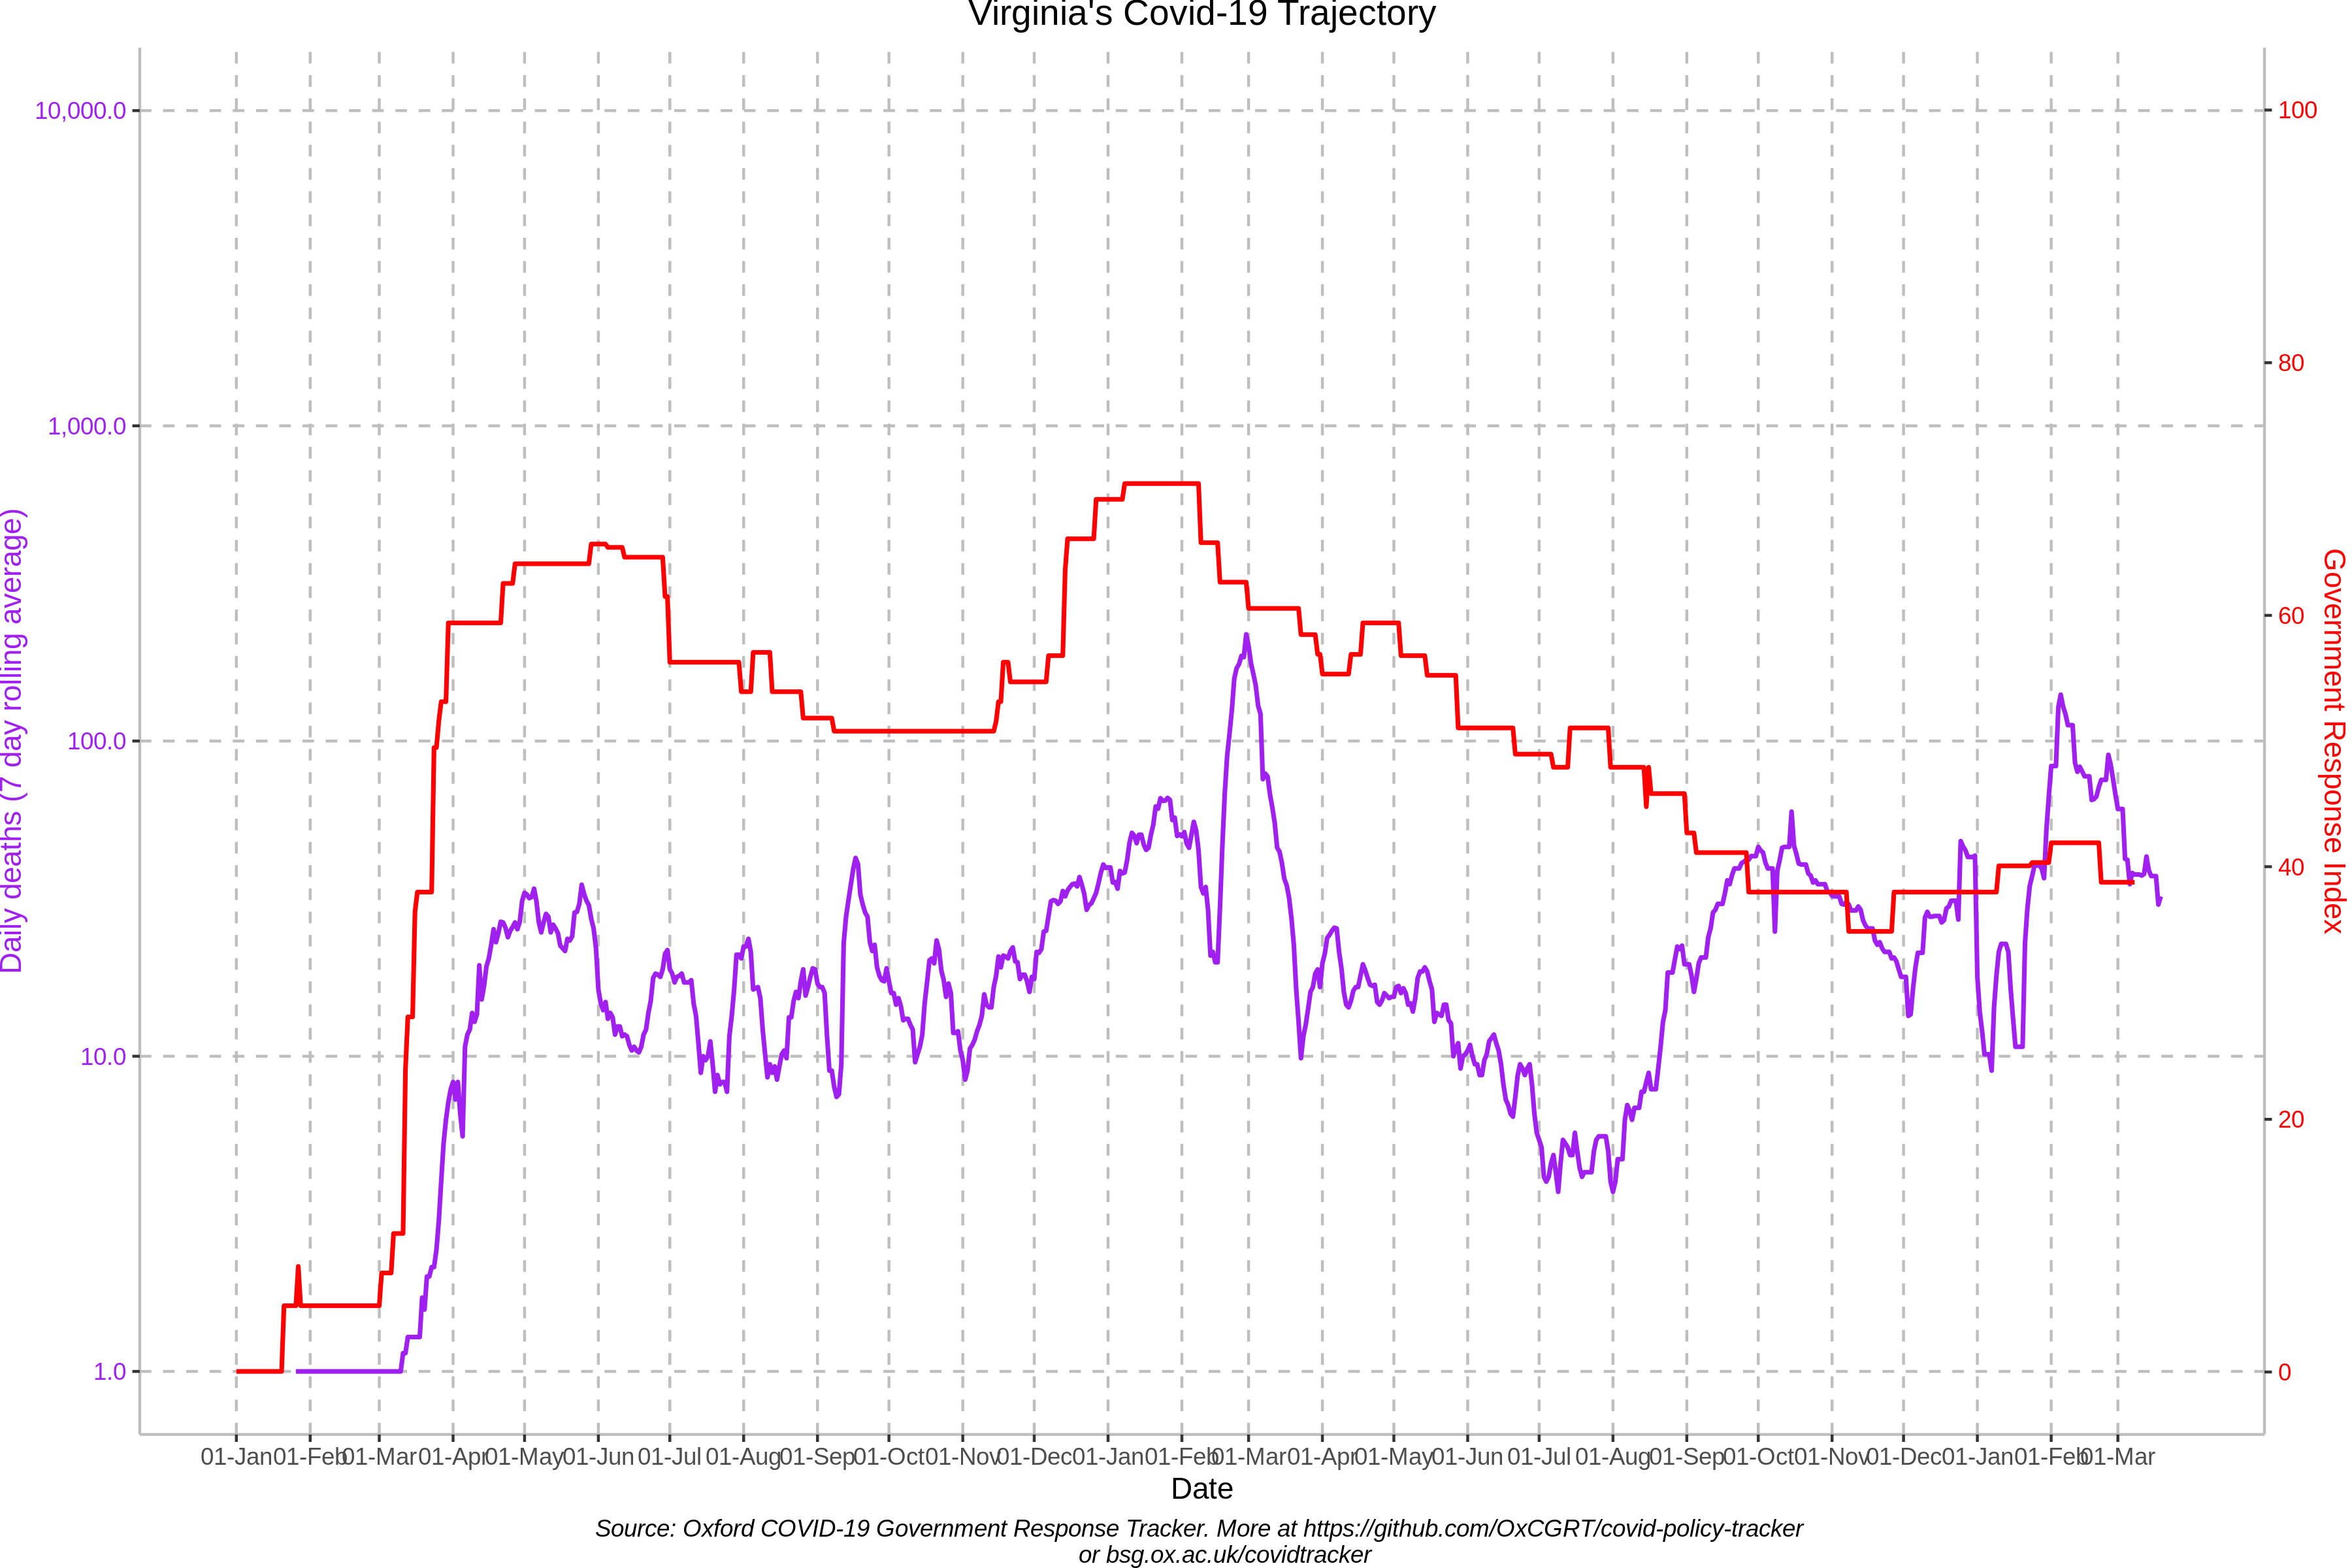 Virginia's Covid-19 Trajectory
10,000.0
1,000.0
100.0
10.0
1.0
Daily deaths (7 day rolling average)
100
80
60
40
20
0
Government Response Index
01-Jan 01-Feb 01-Mar 01-Apr 01-May 01-Jun 01-Jul 01-Aug 01-Sep 01-Oct 01-Nov 01-Dec 01-Jan 01-Feb 01-Mar 01-Apr 01-May 01-Jun 01-Jul 01-Aug 01-Sep 01-Oct 01-Nov 01-Dec 01-Jan 01-Feb 01-Mar
Date
Source: Oxford COVID-19 Government Response Tracker. More at https://github.com/OxCGRT/covid-policy-tracker
or bsg.ox.ac.uk/covidtracker